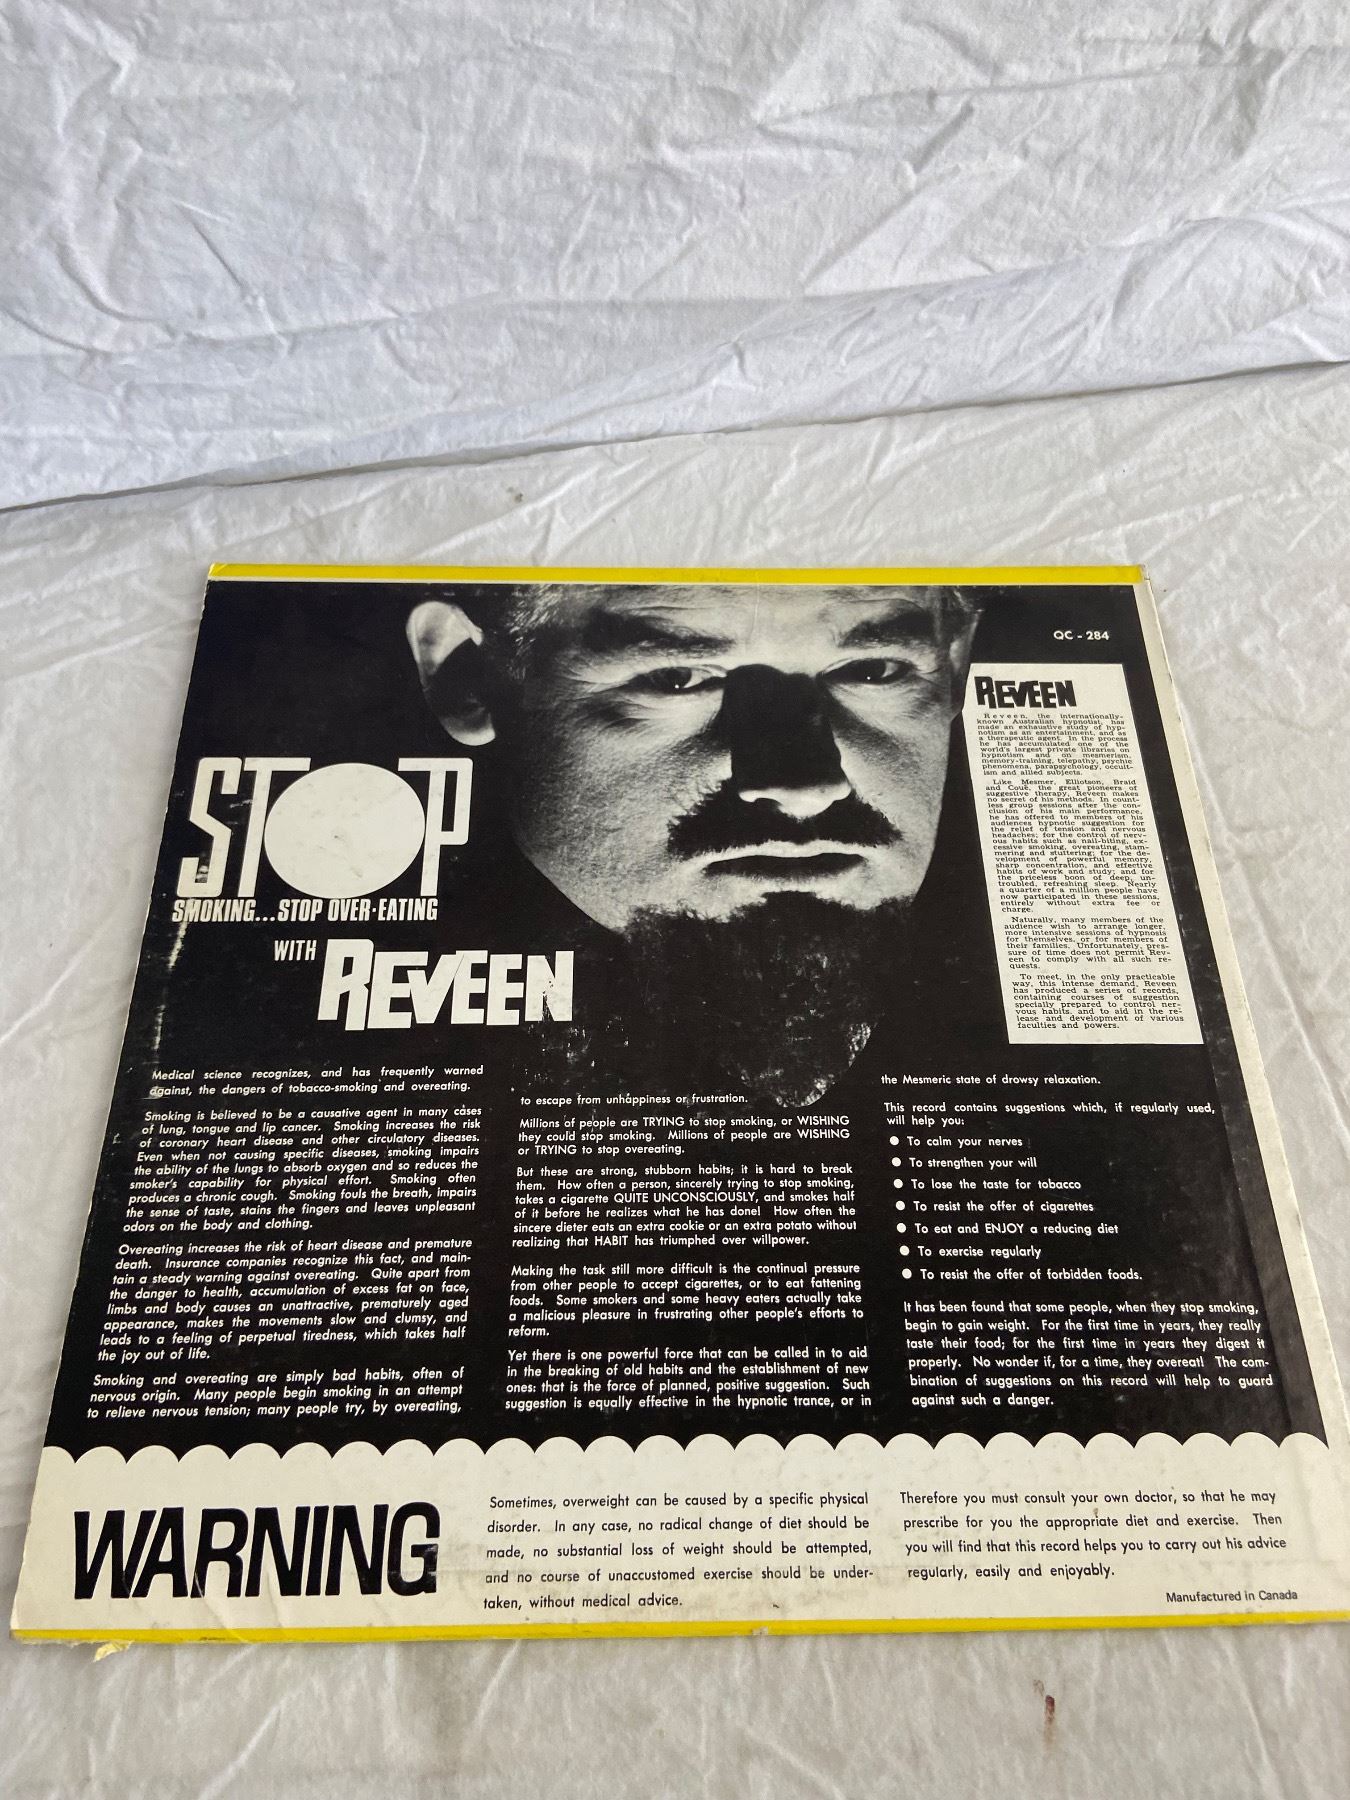 QC - 284
STOP
SMOKING...STOP OVER-EATING
WITH REVEEN
REVEEN
Reveen, the internationally-
known Australian hypnotist, has
made an exhaustive study of hyp-
notism as an entertainment, and as
a therapeutic agent. In the process
he has accumulated one of the
world's largest private libraries on
hypnotism and on mesmerism,
memory-training, telepathy, psychic
phenomena, parapsychology, occult-
ism and allied subjects.
Like Mesmer, Elliotson, Braid
and Coué, the great pioneers of
suggestive therapy, Reveen makes
no secret of his methods. In count-
less group sessions after the con-
clusion of his main performance,
he has offered to members of his
audiences hypnotic suggestion for
the relief of tension and nervous
headaches; for the control of nerv-
ous habits such as nail-biting, ex-
cessive smoking, overeating, stam-
mering and stuttering; for the de-
velopment of powerful memory,
sharp concentration, and effective
habits of work and study; and for
the priceless boon of deep, un-
troubled, refreshing sleep. Nearly
a quarter of a million people have
now participated in these sessions,
entirely without extra fee or
charge.
Naturally, many members of the
audience wish to arrange longer,
more intensive sessions of hypnosis
for themselves, or for members of
their families. Unfortunately, pres-
sure of time does not permit Rev-
een to comply with all such re-
quests.
To meet, in the only practicable
way, this intense demand, Reveen
has produced a series of records,
containing courses of suggestion
specially prepared to control ner-
vous habits, and to aid in the re-
lease and development of various
faculties and powers.
Medical science recognizes, and has frequently warned
against, the dangers of tobacco-smoking and overeating.
Smoking is believed to be a causative agent in many cases
of lung, tongue and lip cancer. Smoking increases the risk
of coronary heart disease and other circulatory diseases.
Even when not causing specific diseases, smoking impairs
the ability of the lungs to absorb oxygen and so reduces the
smoker's capability for physical effort. Smoking often
produces a chronic cough. Smoking fouls the breath, impairs
the sense of taste, stains the fingers and leaves unpleasant
odors on the body and clothing.
Overeating increases the risk of heart disease and premature
death. Insurance companies recognize this fact, and main-
tain a steady warning against overeating. Quite apart from
the danger to health, accumulation of excess fat on face,
limbs and body causes an unattractive, prematurely aged
appearance, makes the movements slow and clumsy, and
leads to a feeling of perpetual tiredness, which takes half
the joy out of life.
Smoking and overeating are simply bad habits, often of
nervous origin. Many people begin smoking in an attempt
to relieve nervous tension; many people try, by overeating,
to escape from unhappiness or frustration.
Millions of people are TRYING to stop smoking, or WISHING
they could stop smoking. Millions of people are WISHING
or TRYING to stop overeating.
But these are strong, stubborn habits; it is hard to break
them. How often a person, sincerely trying to stop smoking,
takes a cigarette QUITE UNCONSCIOUSLY, and smokes half
of it before he realizes what he has done! How often the
sincere dieter eats an extra cookie or an extra potato without
realizing that HABIT has triumphed over willpower.
Making the task still more difficult is the continual pressure
from other people to accept cigarettes, or to eat fattening
foods. Some smokers and some heavy eaters actually take
a malicious pleasure in frustrating other people's efforts to
reform.
Yet there is one powerful force that can be called in to aid
in the breaking of old habits and the establishment of new
ones: that is the force of planned, positive suggestion. Such
suggestion is equally effective in the hypnotic trance, or in
the Mesmeric state of drowsy relaxation.
This record contains suggestions which, if regularly used,
will help you:
● To calm your nerves
● To strengthen your will
● To lose the taste for tobacco
● To resist the offer of cigarettes
● To eat and ENJOY a reducing diet
● To exercise regularly
● To resist the offer of forbidden foods.
It has been found that some people, when they stop smoking,
begin to gain weight. For the first time in years, they really
taste their food; for the first time in years they digest it
properly. No wonder if, for a time, they overeat! The com-
bination of suggestions on this record will help to guard
against such a danger.
WARNING
Sometimes, overweight can be caused by a specific physical
disorder. In any case, no radical change of diet should be
made, no substantial loss of weight should be attempted,
and no course of unaccustomed exercise should be under-
taken, without medical advice.
Therefore you must consult your own doctor, so that he may
prescribe for you the appropriate diet and exercise. Then
you will find that this record helps you to carry out his advice
regularly, easily and enjoyably.
Manufactured in Canada